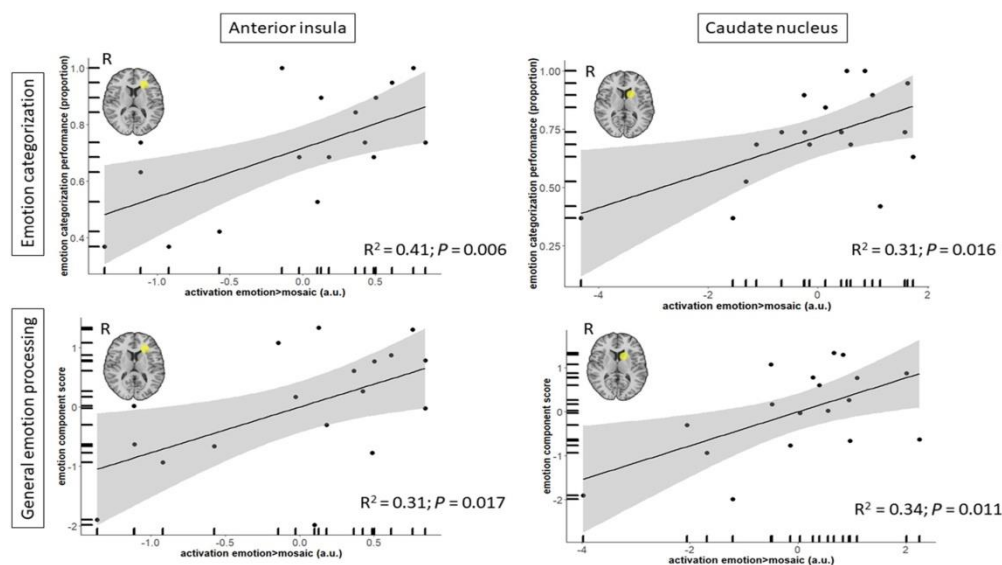 Anterior insula
Caudate nucleus
Emotion categorization
General emotion processing
R
emotion categorization performance (proportion)
1.0
0.8
0.6
0.4
R² = 0.41; P = 0.006
-1.0
-0.5
0.0
0.5
activation emotion>mosaic (a.u.)
R
emotion categorization performance (proportion)
1.00
0.75
0.50
0.25
R² = 0.31; P = 0.016
-4
-2
0
2
activation emotion>mosaic (a.u.)
R
emotion component score
1
0
-1
-2
R² = 0.31; P = 0.017
-1.0
-0.5
0.0
0.5
activation emotion>mosaic (a.u.)
R
emotion component score
1
0
-1
-2
R² = 0.34; P = 0.011
-4
-2
0
2
activation emotion>mosaic (a.u.)